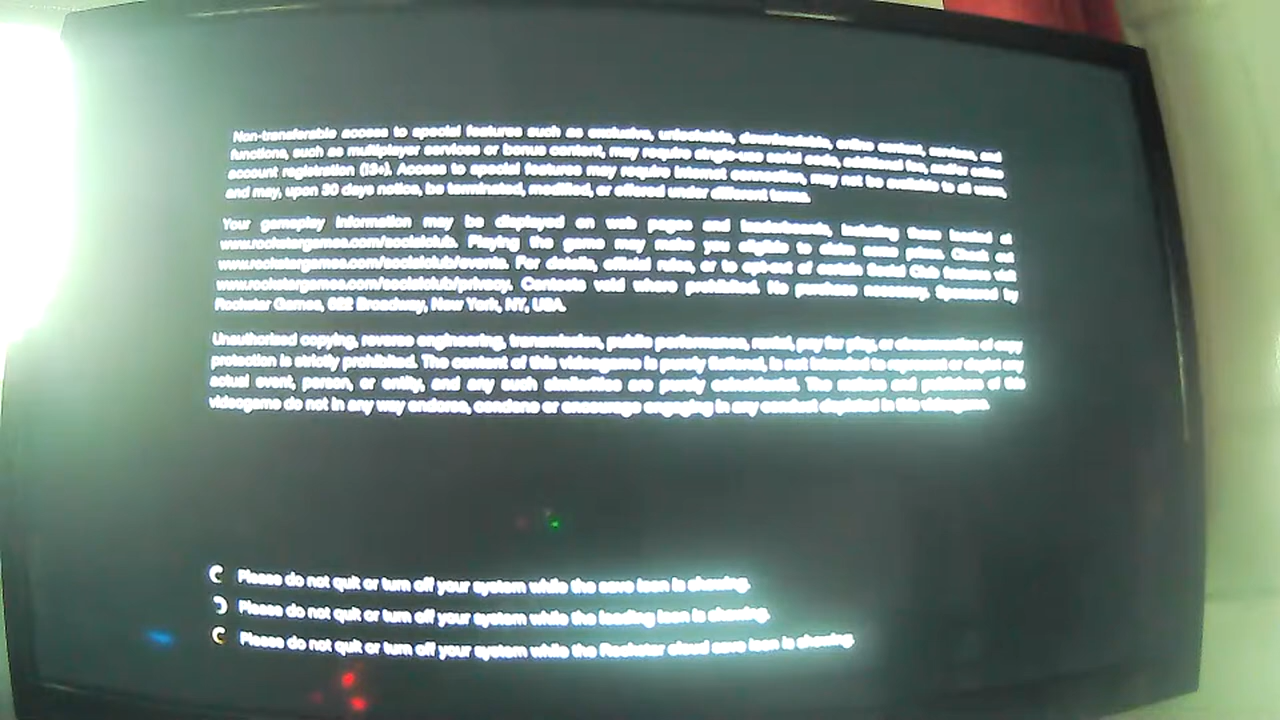 Non-transferable access to special features such as exclusive, unlockable, downloadable, online content, services, and
functions, such as multiplayer services or bonus content, may require single-use serial code, additional fee, and/or online
account registration (13+). Access to special features may require internet connection, may not be available to all users,
and may, upon 30 days notice, be terminated, modified, or offered under different terms.
Your gameplay information may be displayed on web pages and leaderboards, including those hosted at
www.rockstargames.com/socialclub. Playing the game may make you eligible to claim some prizes. Check out
www.rockstargames.com/socialclub/events. For details, official rules, or to opt-out of certain Social Club features, visit
www.rockstargames.com/socialclub/privacy. Contests void where prohibited. No purchase necessary. Sponsored by
Rockstar Games, 622 Broadway, New York, NY, USA.
Unauthorised copying, reverse engineering, transmission, public performance, rental, pay for play, or circumvention of copy
protection is strictly prohibited. The content of this videogame is purely fictional, is not intended to represent or depict any
actual event, person, or entity, and any such similarities are purely coincidental. The makers and publishers of this
videogame do not in any way endorse, condone or encourage engaging in any conduct depicted in this videogame.
Please do not quit or turn off your system while the save icon is showing.
Please do not quit or turn off your system while the loading icon is showing.
Please do not quit or turn off your system while the Rockstar cloud save icon is showing.